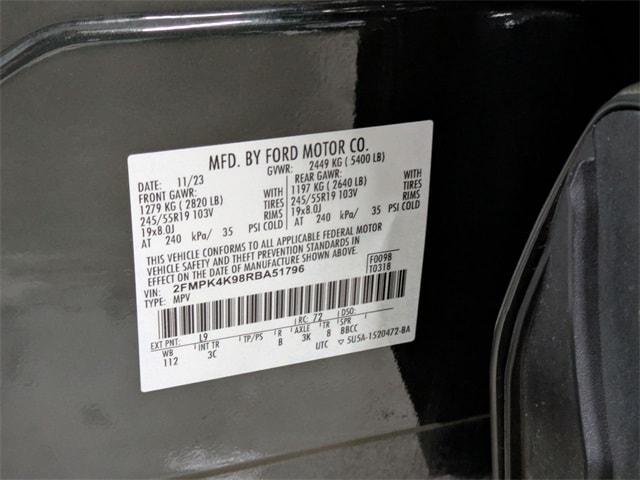 MFD. BY FORD MOTOR CO.
DATE: 11/23 GVWR: 2449 KG ( 5400 LB)
FRONT GAWR: WITH REAR GAWR: WITH
1279 KG ( 2820 LB) TIRES 1197 KG ( 2640 LB) TIRES
245/55R19 103V RIMS 245/55R19 103V RIMS
19x8.0J 19x8.0J
AT 240 kPa/ 35 PSI COLD AT 240 kPa/ 35 PSI COLD
THIS VEHICLE CONFORMS TO ALL APPLICABLE FEDERAL MOTOR
VEHICLE SAFETY AND THEFT PREVENTION STANDARDS IN
EFFECT ON THE DATE OF MANUFACTURE SHOWN ABOVE.
VIN: 2FMPK4K98RBA51796 F0098
TYPE: MPV T0318
EXT PNT: L9 RC: 72 DSO:
WB INT TR TP/PS R AXLE TR SPR
112 3C B 3K 8 BBCC
UTC ▽ 5U5A-1520472-BA